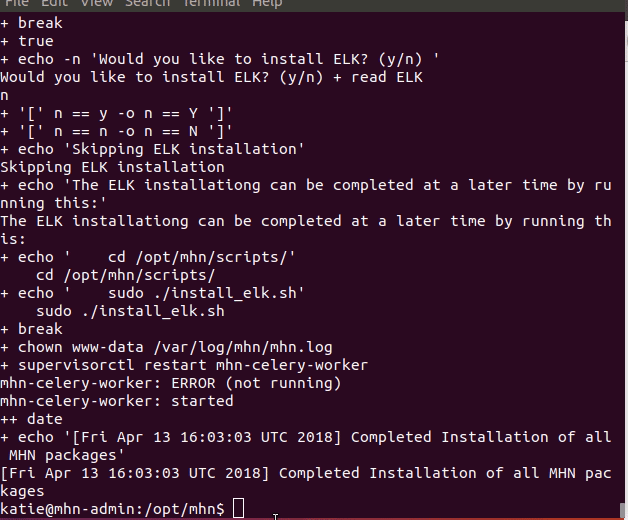 File Edit View Search Terminal Help
+ break
+ true
+ echo -n 'Would you like to install ELK? (y/n) '
Would you like to install ELK? (y/n) + read ELK
n
+ '[' n == y -o n == Y ']'
+ '[' n == n -o n == N ']'
+ echo 'Skipping ELK installation'
Skipping ELK installation
+ echo 'The ELK installationg can be completed at a later time by ru
nning this:'
The ELK installationg can be completed at a later time by running th
is:
+ echo '    cd /opt/mhn/scripts/'
    cd /opt/mhn/scripts/
+ echo '    sudo ./install_elk.sh'
    sudo ./install_elk.sh
+ break
+ chown www-data /var/log/mhn/mhn.log
+ supervisorctl restart mhn-celery-worker
mhn-celery-worker: ERROR (not running)
mhn-celery-worker: started
++ date
+ echo '[Fri Apr 13 16:03:03 UTC 2018] Completed Installation of all
 MHN packages'
[Fri Apr 13 16:03:03 UTC 2018] Completed Installation of all MHN pac
kages
katie@mhn-admin:/opt/mhn$